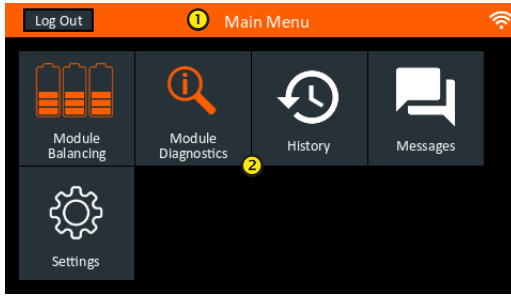 Log Out
1
Main Menu
Module
Balancing
Module
Diagnostics
History
Messages
2
Settings